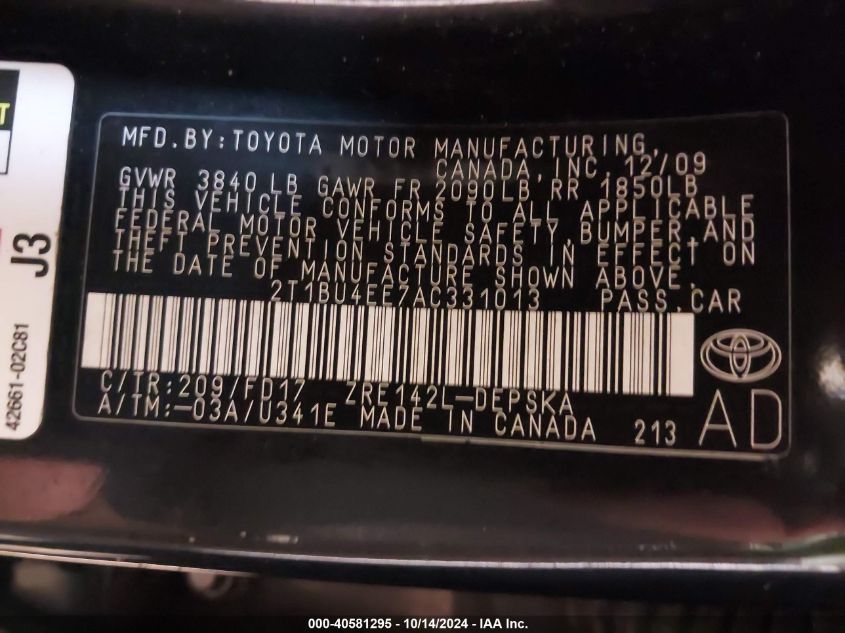 MFD.BY:TOYOTA MOTOR MANUFACTURING,
CANADA,INC. 12/09
GVWR 3840 LB GAWR FR 2090LB RR 1850LB
THIS VEHICLE CONFORMS TO ALL APPLICABLE
FEDERAL MOTOR VEHICLE SAFETY,BUMPER,AND
THEFT PREVENTION STANDARDS IN EFFECT ON
THE DATE OF MANUFACTURE SHOWN ABOVE.
2T1BU4EE7AC331013 PASS.CAR
C/TR:209/FD17 ZRE142L-DEPSKA
A/TM:-03A/U341E MADE IN CANADA 213
AD
J3
42661-02C81
000-40581295 - 10/14/2024 - IAA Inc.